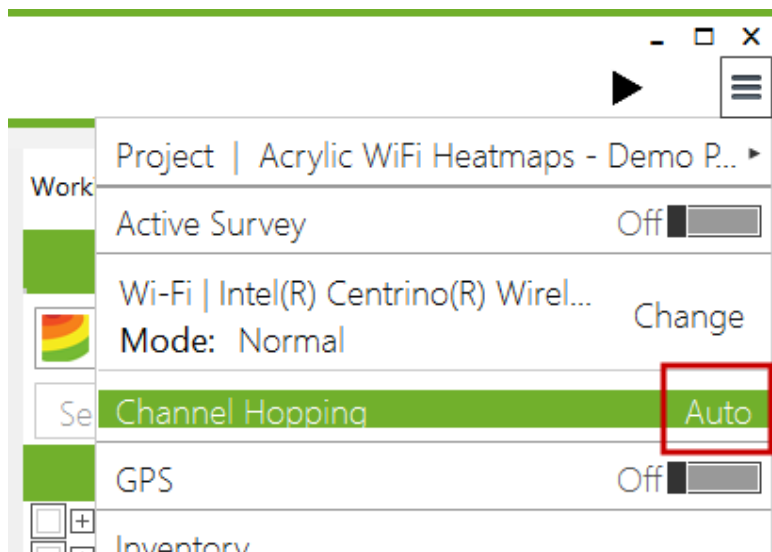 Project | Acrylic WiFi Heatmaps - Demo P...
Work
Active Survey Off
Wi-Fi | Intel(R) Centrino(R) Wirel...
Change
Mode: Normal
Se
Channel Hopping Auto
GPS Off
Inventory